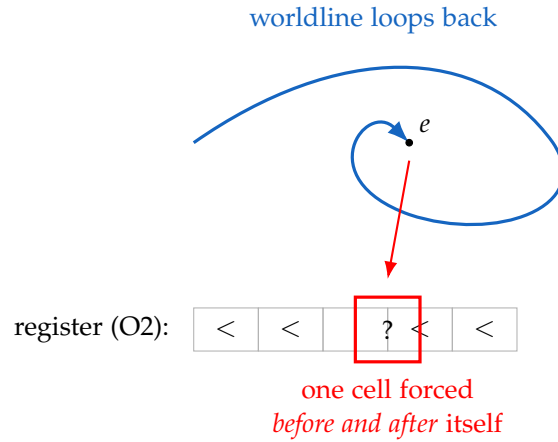 worldline loops back
e
register (O2): < < ? < <
one cell forced
before and after itself